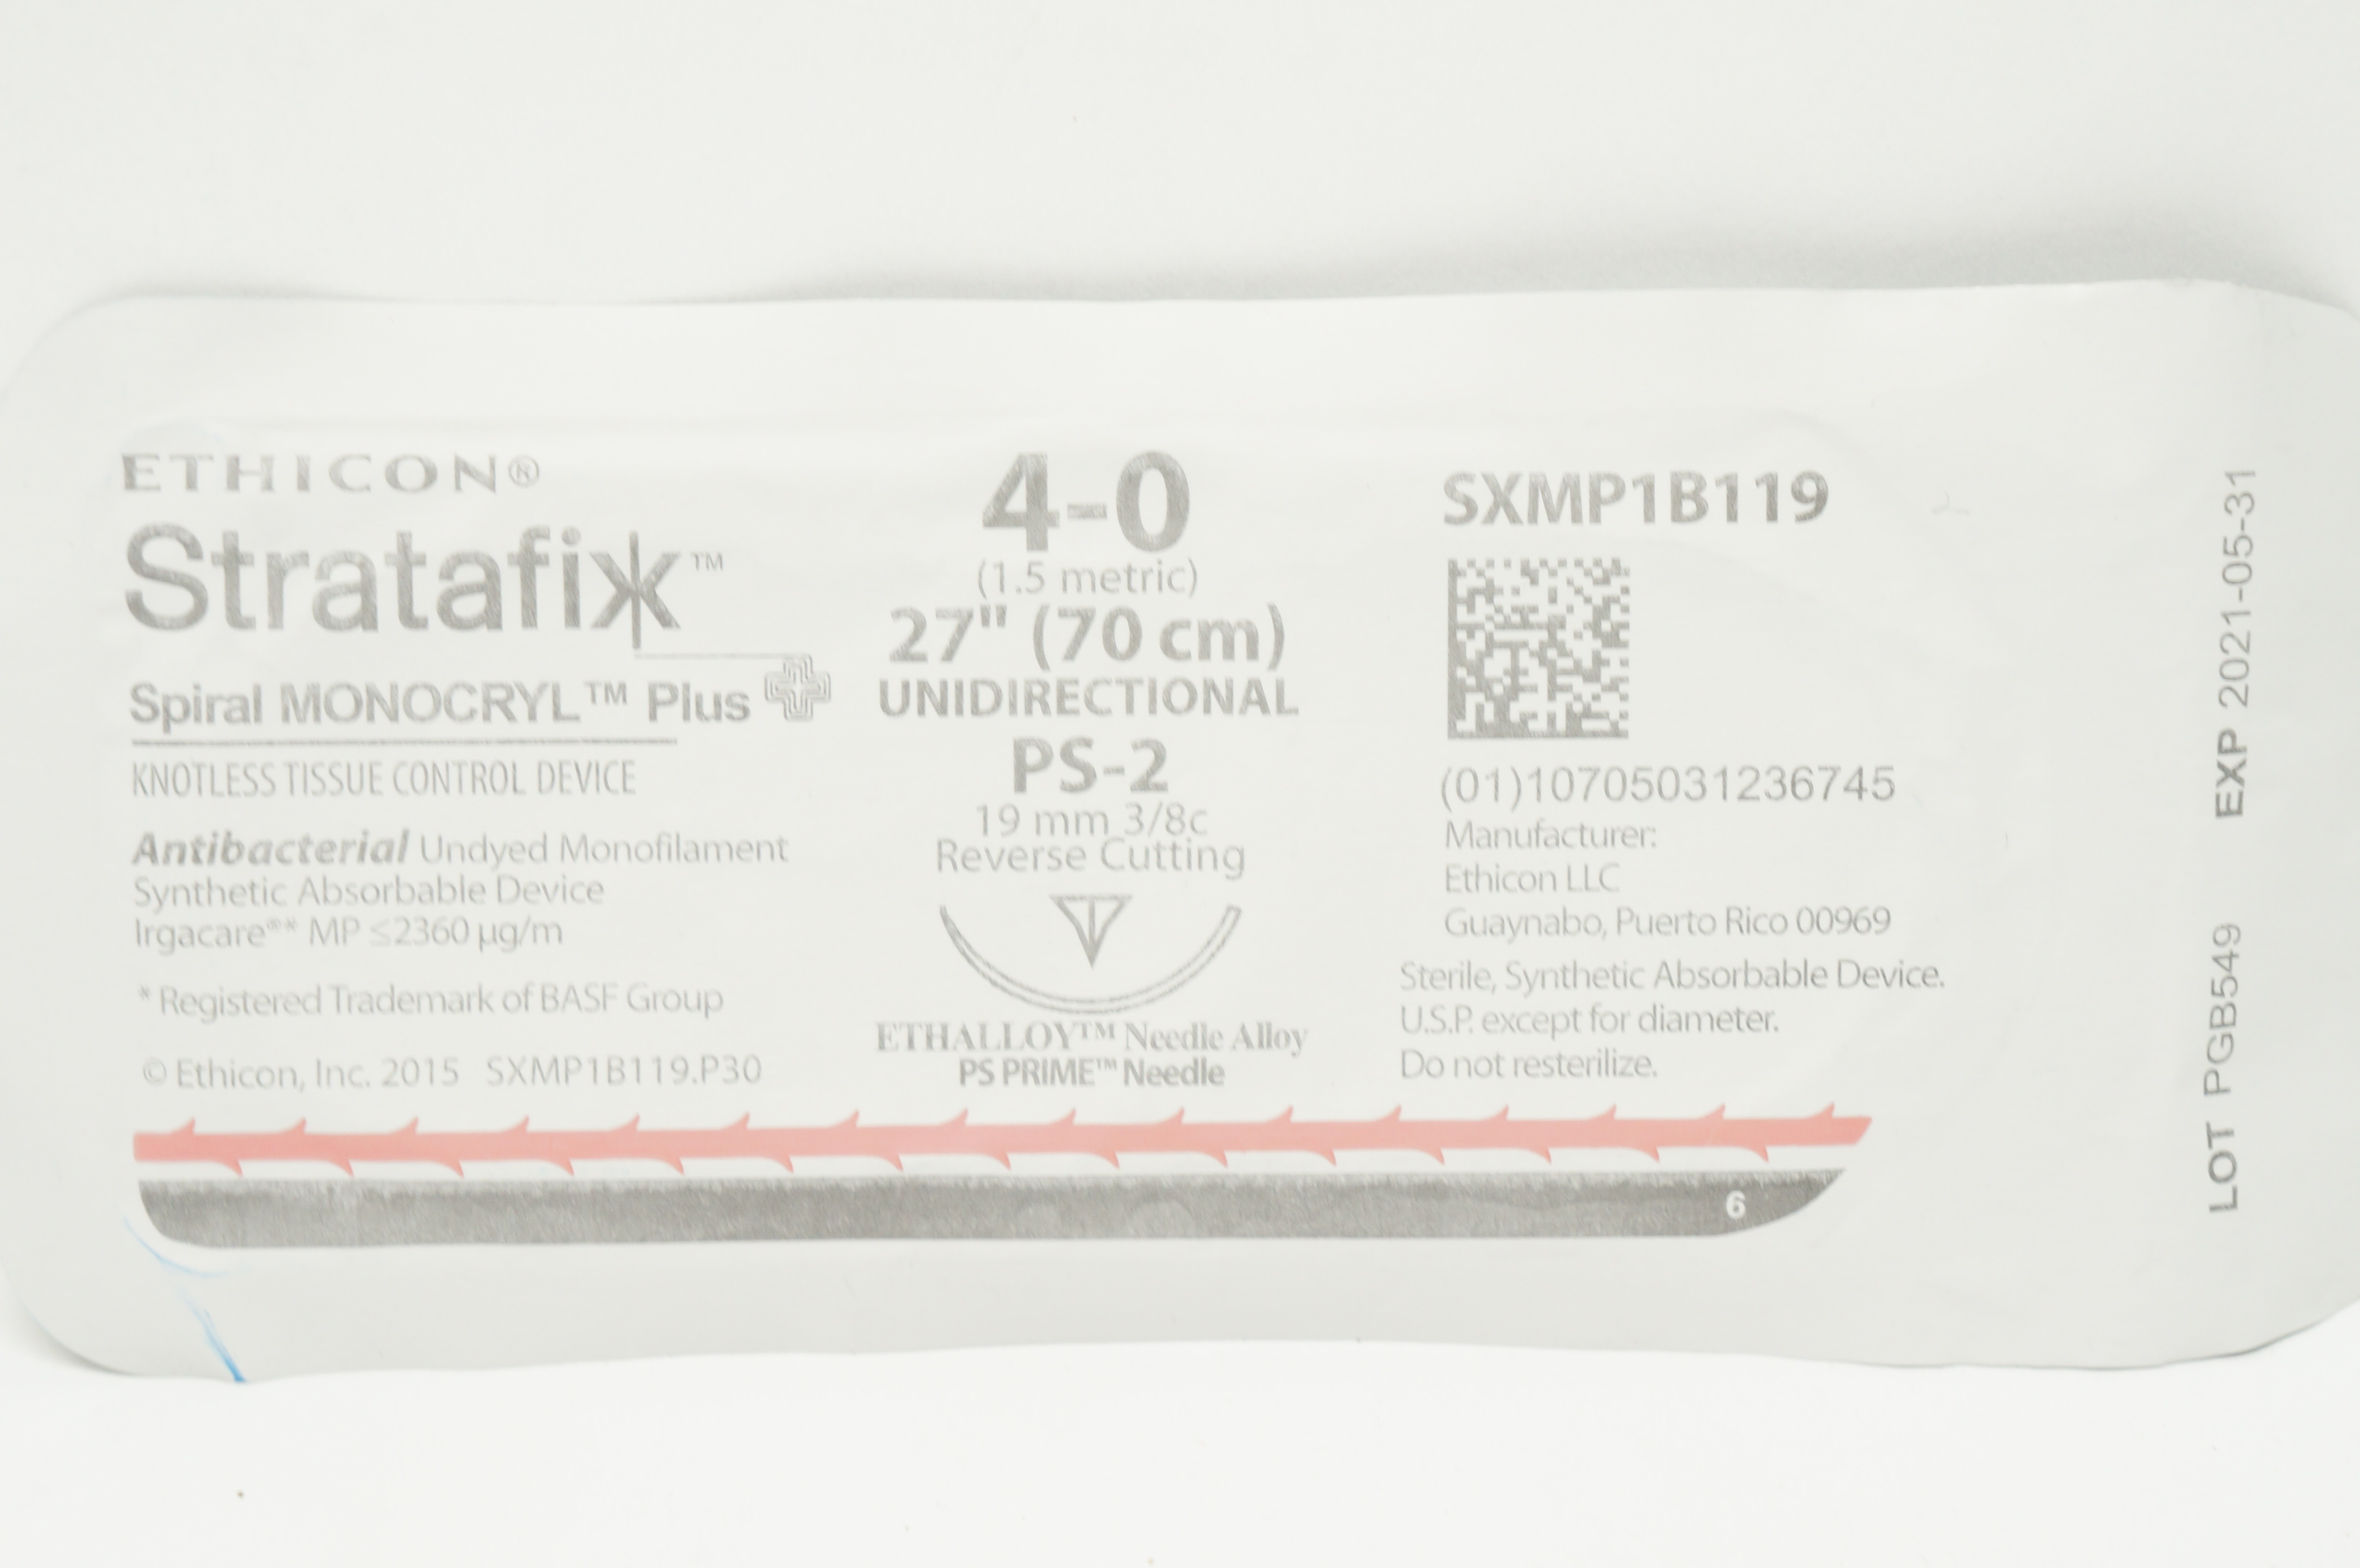 ETHICON®
Stratafix™
Spiral MONOCRYL™ Plus
KNOTLESS TISSUE CONTROL DEVICE
Antibacterial Undyed Monofilament
Synthetic Absorbable Device
Irgacare®* MP ≤2360 µg/m
* Registered Trademark of BASF Group
© Ethicon, Inc. 2015 SXMP1B119.P30
4-0
(1.5 metric)
27" (70 cm)
UNIDIRECTIONAL
PS-2
19 mm 3/8c
Reverse Cutting
ETHALLOY™ Needle Alloy
PS PRIME™ Needle
SXMP1B119
(01)10705031236745
Manufacturer:
Ethicon LLC
Guaynabo, Puerto Rico 00969
Sterile, Synthetic Absorbable Device.
U.S.P. except for diameter.
Do not resterilize.
6
LOT PGB549 EXP 2021-05-31